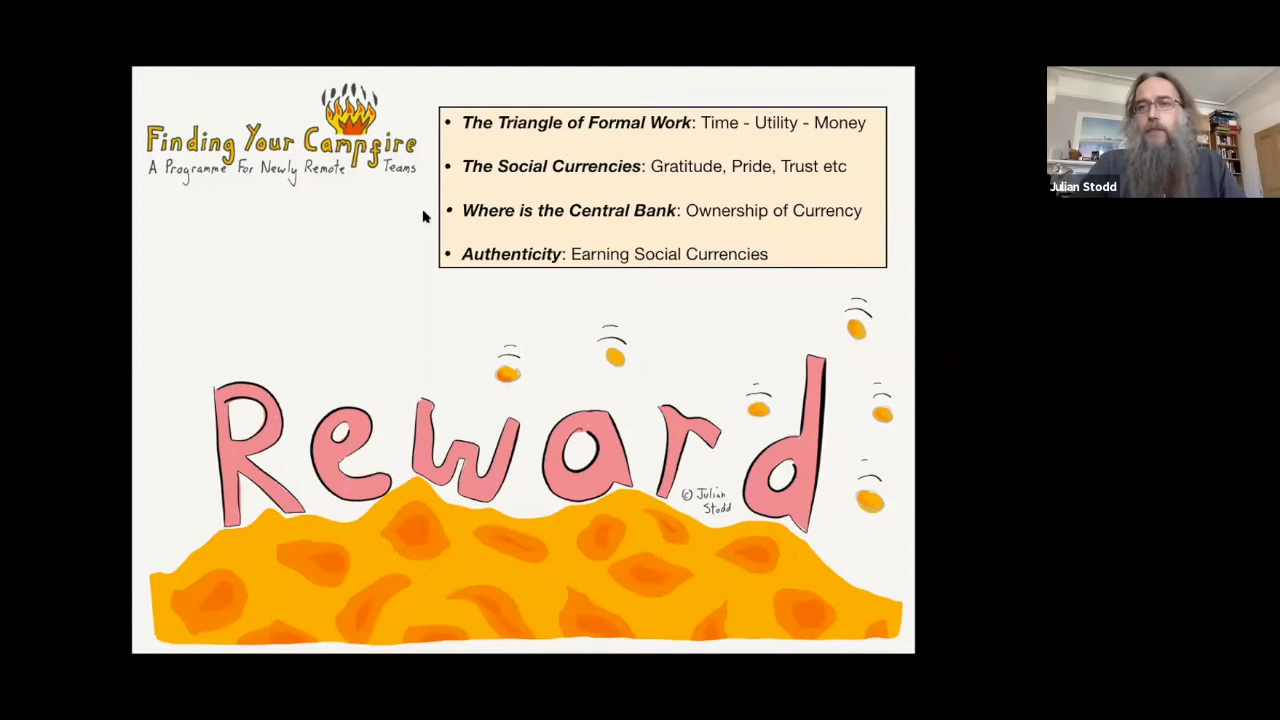 Finding Your Campfire
A Programme For Newly Remote Teams
• The Triangle of Formal Work: Time - Utility - Money
• The Social Currencies: Gratitude, Pride, Trust etc
• Where is the Central Bank: Ownership of Currency
• Authenticity: Earning Social Currencies
Julian Stodd
Reward
© Julian
Stodd